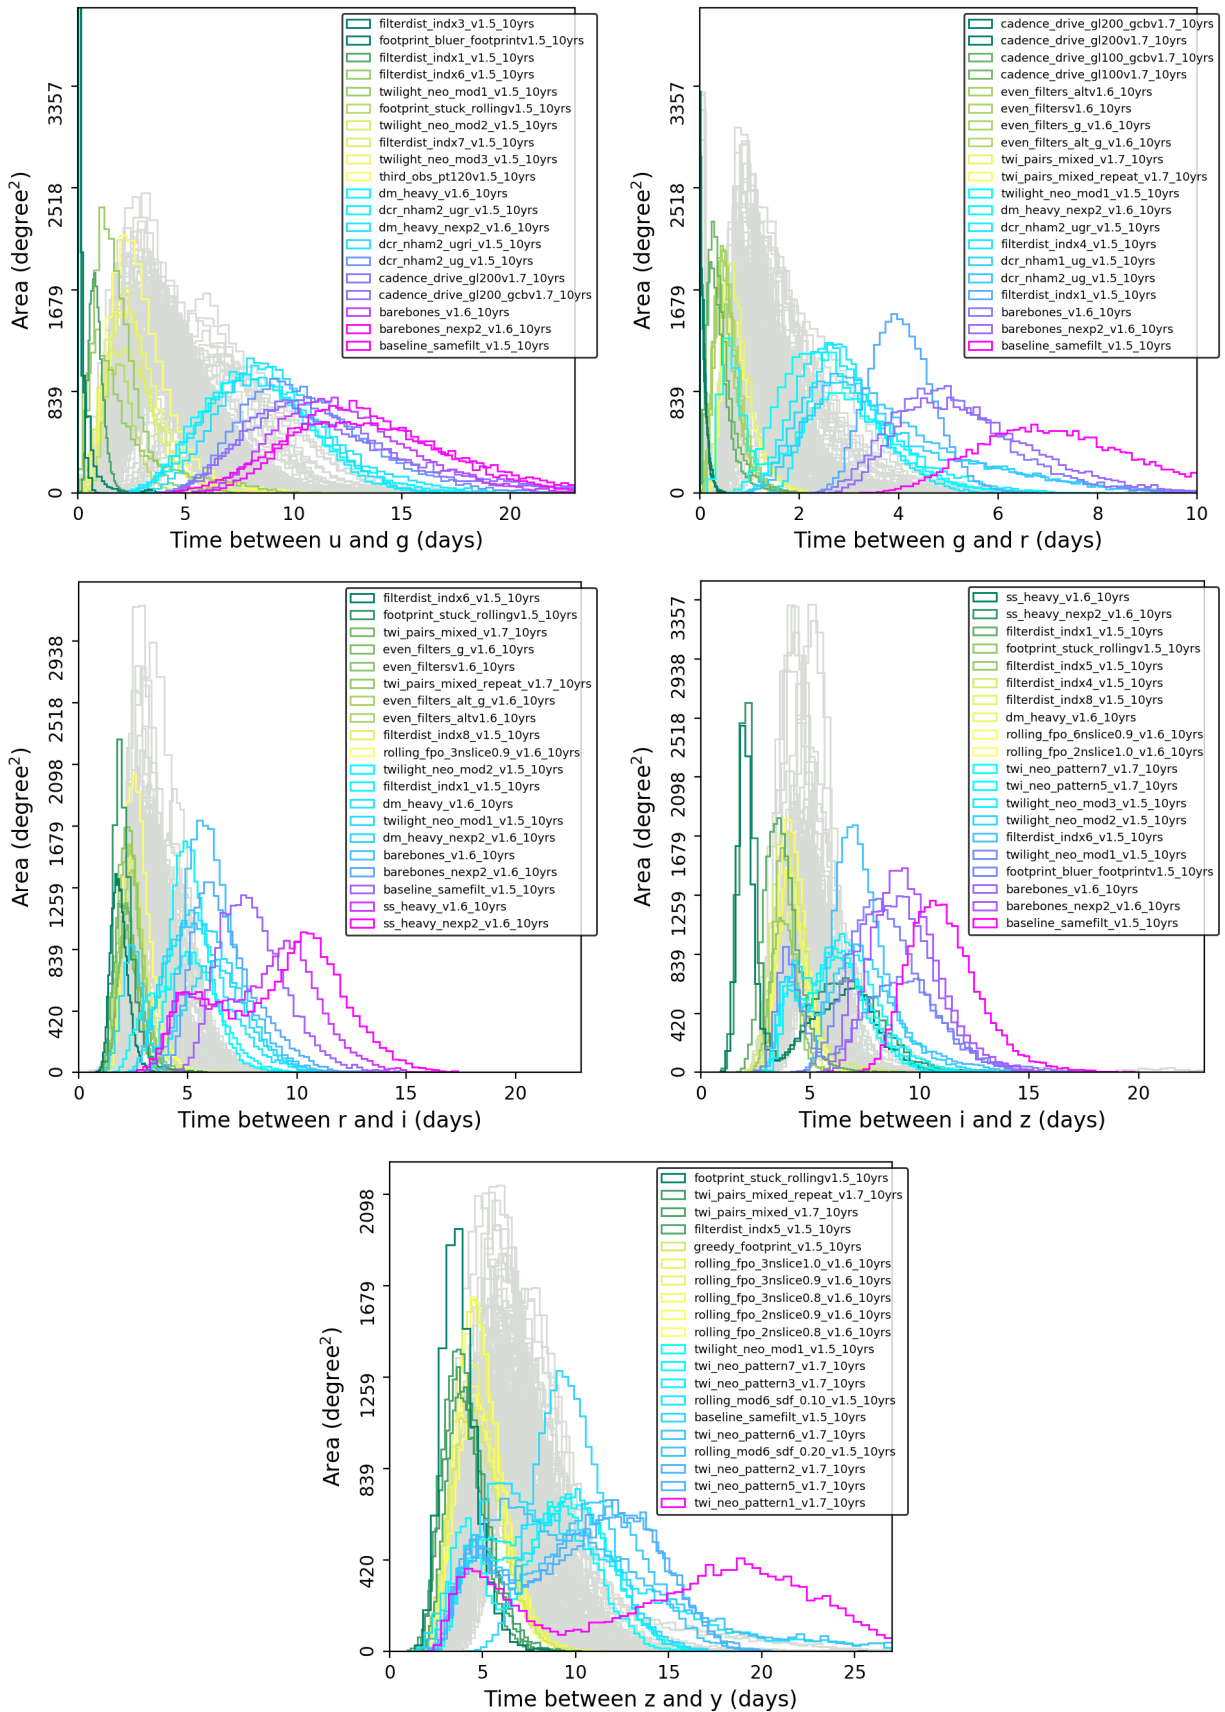 filterdist_indx3_v1.5_10yrs
footprint_bluer_footprintv1.5_10yrs
filterdist_indx1_v1.5_10yrs
filterdist_indx6_v1.5_10yrs
twilight_neo_mod1_v1.5_10yrs
footprint_stuck_rollingv1.5_10yrs
twilight_neo_mod2_v1.5_10yrs
filterdist_indx7_v1.5_10yrs
twilight_neo_mod3_v1.5_10yrs
third_obs_pt120v1.5_10yrs
dm_heavy_v1.6_10yrs
dcr_nham2_ugr_v1.5_10yrs
dm_heavy_nexp2_v1.6_10yrs
dcr_nham2_ugri_v1.5_10yrs
dcr_nham2_ug_v1.5_10yrs
cadence_drive_gl200v1.7_10yrs
cadence_drive_gl200_gcbv1.7_10yrs
barebones_v1.6_10yrs
barebones_nexp2_v1.6_10yrs
baseline_samefilt_v1.5_10yrs
Area (degree²)
3357
2518
1679
839
0
0 5 10 15 20
Time between u and g (days)
cadence_drive_gl200_gcbv1.7_10yrs
cadence_drive_gl200v1.7_10yrs
cadence_drive_gl100_gcbv1.7_10yrs
cadence_drive_gl100v1.7_10yrs
even_filters_altv1.6_10yrs
even_filtersv1.6_10yrs
even_filters_g_v1.6_10yrs
even_filters_alt_g_v1.6_10yrs
twi_pairs_mixed_v1.7_10yrs
twi_pairs_mixed_repeat_v1.7_10yrs
twilight_neo_mod1_v1.5_10yrs
dm_heavy_nexp2_v1.6_10yrs
dcr_nham2_ugr_v1.5_10yrs
filterdist_indx4_v1.5_10yrs
dcr_nham1_ug_v1.5_10yrs
dcr_nham2_ug_v1.5_10yrs
filterdist_indx1_v1.5_10yrs
barebones_v1.6_10yrs
barebones_nexp2_v1.6_10yrs
baseline_samefilt_v1.5_10yrs
Area (degree²)
3357
2518
1679
839
0
0 2 4 6 8 10
Time between g and r (days)
filterdist_indx6_v1.5_10yrs
footprint_stuck_rollingv1.5_10yrs
twi_pairs_mixed_v1.7_10yrs
even_filters_g_v1.6_10yrs
even_filtersv1.6_10yrs
twi_pairs_mixed_repeat_v1.7_10yrs
even_filters_alt_g_v1.6_10yrs
even_filters_altv1.6_10yrs
filterdist_indx8_v1.5_10yrs
rolling_fpo_3nslice0.9_v1.6_10yrs
twilight_neo_mod2_v1.5_10yrs
filterdist_indx1_v1.5_10yrs
dm_heavy_v1.6_10yrs
twilight_neo_mod1_v1.5_10yrs
dm_heavy_nexp2_v1.6_10yrs
barebones_v1.6_10yrs
barebones_nexp2_v1.6_10yrs
baseline_samefilt_v1.5_10yrs
ss_heavy_v1.6_10yrs
ss_heavy_nexp2_v1.6_10yrs
Area (degree²)
2938
2518
2098
1679
1259
839
420
0
0 5 10 15 20
Time between r and i (days)
ss_heavy_v1.6_10yrs
ss_heavy_nexp2_v1.6_10yrs
filterdist_indx1_v1.5_10yrs
footprint_stuck_rollingv1.5_10yrs
filterdist_indx5_v1.5_10yrs
filterdist_indx4_v1.5_10yrs
filterdist_indx8_v1.5_10yrs
dm_heavy_v1.6_10yrs
rolling_fpo_6nslice0.9_v1.6_10yrs
rolling_fpo_2nslice1.0_v1.6_10yrs
twi_neo_pattern7_v1.7_10yrs
twi_neo_pattern5_v1.7_10yrs
twilight_neo_mod3_v1.5_10yrs
twilight_neo_mod2_v1.5_10yrs
filterdist_indx6_v1.5_10yrs
twilight_neo_mod1_v1.5_10yrs
footprint_bluer_footprintv1.5_10yrs
barebones_v1.6_10yrs
barebones_nexp2_v1.6_10yrs
baseline_samefilt_v1.5_10yrs
Area (degree²)
3357
2938
2518
2098
1679
1259
839
420
0
0 5 10 15 20
Time between i and z (days)
footprint_stuck_rollingv1.5_10yrs
twi_pairs_mixed_repeat_v1.7_10yrs
twi_pairs_mixed_v1.7_10yrs
filterdist_indx5_v1.5_10yrs
greedy_footprint_v1.5_10yrs
rolling_fpo_3nslice1.0_v1.6_10yrs
rolling_fpo_3nslice0.9_v1.6_10yrs
rolling_fpo_3nslice0.8_v1.6_10yrs
rolling_fpo_2nslice0.9_v1.6_10yrs
rolling_fpo_2nslice0.8_v1.6_10yrs
twilight_neo_mod1_v1.5_10yrs
twi_neo_pattern7_v1.7_10yrs
twi_neo_pattern3_v1.7_10yrs
rolling_mod6_sdf_0.10_v1.5_10yrs
baseline_samefilt_v1.5_10yrs
twi_neo_pattern6_v1.7_10yrs
rolling_mod6_sdf_0.20_v1.5_10yrs
twi_neo_pattern2_v1.7_10yrs
twi_neo_pattern5_v1.7_10yrs
twi_neo_pattern1_v1.7_10yrs
Area (degree²)
2098
1679
1259
839
420
0
0 5 10 15 20 25
Time between z and y (days)